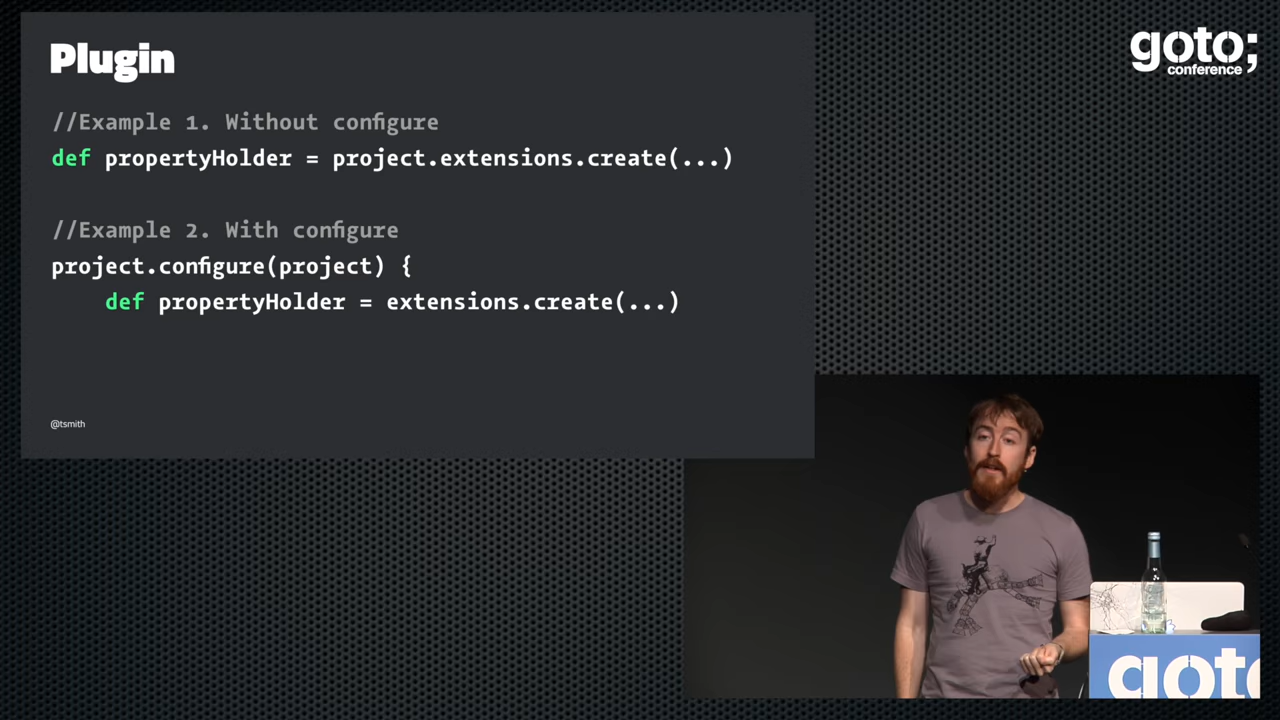 Plugin
//Example 1. Without configure
def propertyHolder = project.extensions.create(...)
//Example 2. With configure
project.configure(project) {
def propertyHolder = extensions.create(...)
@tsmith
goto;
conference
goto